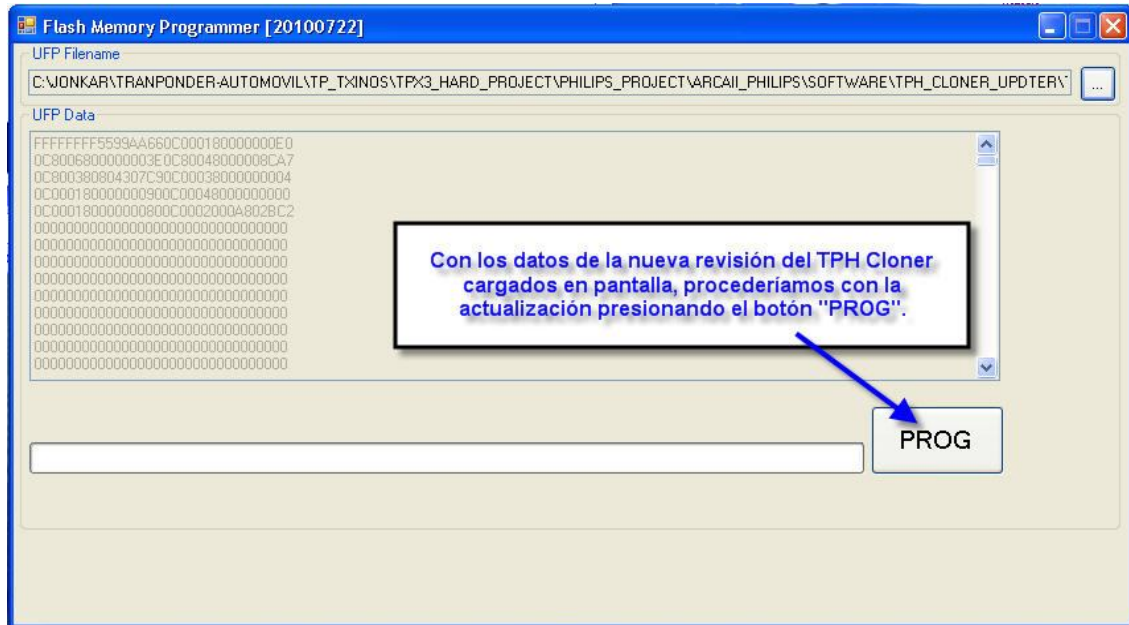 Flash Memory Programmer [20100722]
UFP Filename
C:\JONKAR\TRANPONDER-AUTOMOVIL\TP_TXINOS\TPX3_HARD_PROJECT\PHILIPS_PROJECT\ARCAII_PHILIPS\SOFTWARE\TPH_CLONER_UPDTER\
...
UFP Data
FFFFFFFF5599AA660C000180000000E0
0C8006800000003E0C80048000008CA7
0C800380804307C90C00038000000004
0C000180000000900C00048000000000
0C000180000000800C0002000A802BC2
00000000000000000000000000000000
00000000000000000000000000000000
00000000000000000000000000000000
00000000000000000000000000000000
00000000000000000000000000000000
00000000000000000000000000000000
00000000000000000000000000000000
00000000000000000000000000000000
00000000000000000000000000000000
Con los datos de la nueva revisión del TPH Cloner
cargados en pantalla, procederíamos con la
actualización presionando el botón "PROG".
PROG